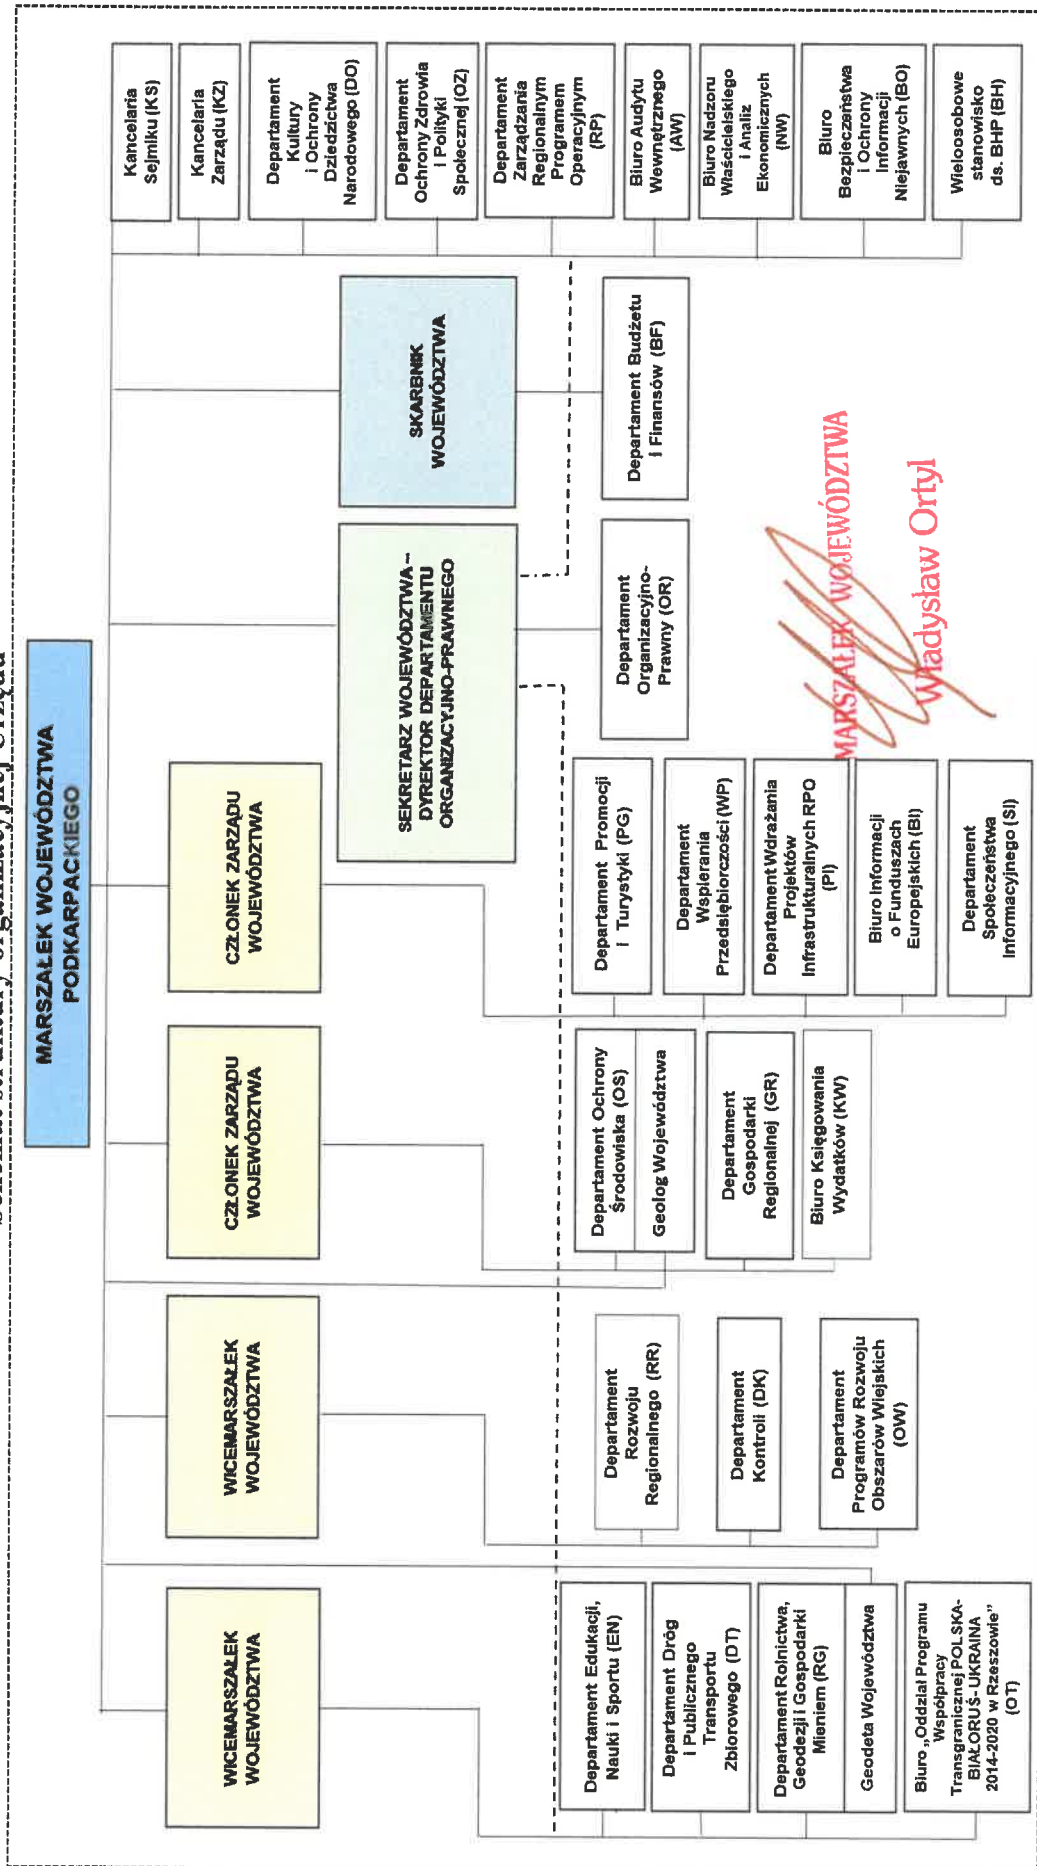 MARSZAŁEK WOJEWÓDZTWA
PODKARPACKIEGO
WICEMARSZAŁEK
WOJEWÓDZTWA
WICEMARSZAŁEK
WOJEWÓDZTWA
CZŁONEK ZARZĄDU
WOJEWÓDZTWA
CZŁONEK ZARZĄDU
WOJEWÓDZTWA
SEKRETARZ WOJEWÓDZTWA –
DYREKTOR DEPARTAMENTU
ORGANIZACYJNO-PRAWNEGO
SKARBNIK
WOJEWÓDZTWA
Kancelaria
Sejmiku (KS)
Kancelaria
Zarządu (KZ)
Departament
Kultury
i Ochrony
Dziedzictwa
Narodowego (DO)
Departament
Ochrony Zdrowia
i Polityki
Społecznej (OZ)
Departament
Zarządzania
Regionalnym
Programem
Operacyjnym
(RP)
Biuro Audytu
Wewnętrznego
(AW)
Biuro Nadzoru
Właścicielskiego
i Analiz
Ekonomicznych
(NW)
Biuro
Bezpieczeństwa
i Ochrony
Informacji
Niejawnych (BO)
Wieloosobowe
stanowisko
ds. BHP (BH)
Departament Edukacji,
Nauki i Sportu (EN)
Departament Dróg
i Publicznego
Transportu
Zbiorowego (DT)
Departament Rolnictwa,
Geodezji i Gospodarki
Mieniem (RG)
Geodeta Województwa
Biuro „Oddział Programu
Współpracy
Transgranicznej POLSKA-
BIAŁORUŚ- UKRAINA
2014-2020 w Rzeszowie”
(OT)
Departament
Rozwoju
Regionalnego (RR)
Departament
Kontroli (DK)
Departament
Programów Rozwoju
Obszarów Wiejskich
(OW)
Departament Ochrony
Środowiska (OS)
Geolog Województwa
Departament
Gospodarki
Regionalnej (GR)
Biuro Księgowania
Wydatków (KW)
Departament Promocji
i Turystyki (PG)
Departament
Wspierania
Przedsiębiorczości (WP)
Departament Wdrażania
Projektów
Infrastrukturalnych RPO
(PI)
Biuro Informacji
o Funduszach
Europejskich (BI)
Departament
Społeczeństwa
Informacyjnego (SI)
Departament
Organizacyjno-
Prawny (OR)
Departament Budżetu
i Finansów (BF)
MARSZAŁEK WOJEWÓDZTWA
Władysław Ortyl